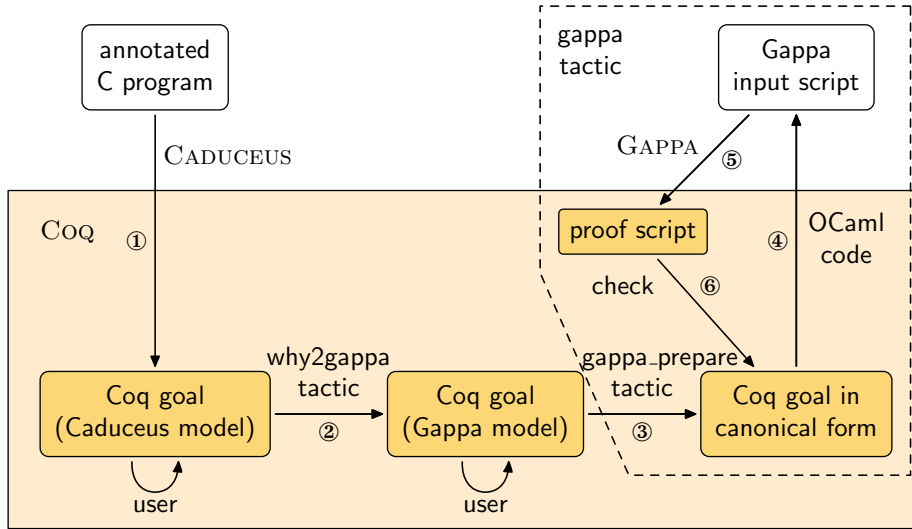 annotated
C program
gappa
tactic
Gappa
input script
CADUCEUS
GAPPA
⑤
COQ
①
proof script
④
OCaml
code
check
⑥
why2gappa
tactic
②
gappa_prepare
tactic
③
Coq goal
(Caduceus model)
Coq goal
(Gappa model)
Coq goal in
canonical form
user
user